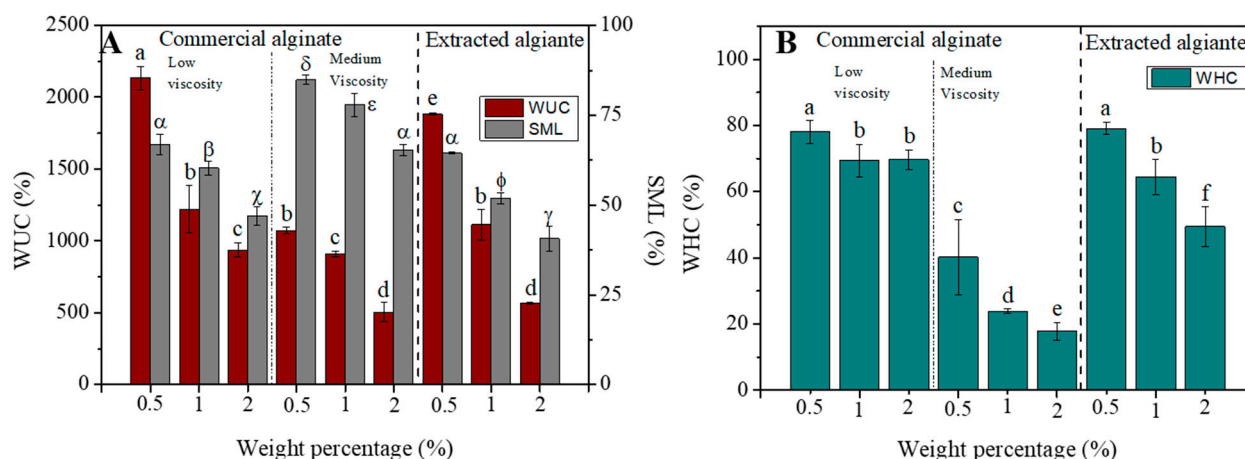 A
Commercial alginate
Extracted algiante
Low
viscosity
Medium
Viscosity
WUC
SML
2500
2000
1500
1000
500
0
WUC (%)
100
75
50
25
0
SML (%)
a
α
b
β
c
χ
b
δ
c
ε
d
α
e
α
b
ϕ
d
γ
0.5 1 2 0.5 1 2 0.5 1 2
Weight percentage (%)
B
Commercial alginate
Extracted algiante
Low
viscosity
Medium
Viscosity
WHC
100
80
60
40
20
0
WHC (%)
a
b
b
c
d
e
a
b
f
0.5 1 2 0.5 1 2 0.5 1 2
Weight percentage (%)